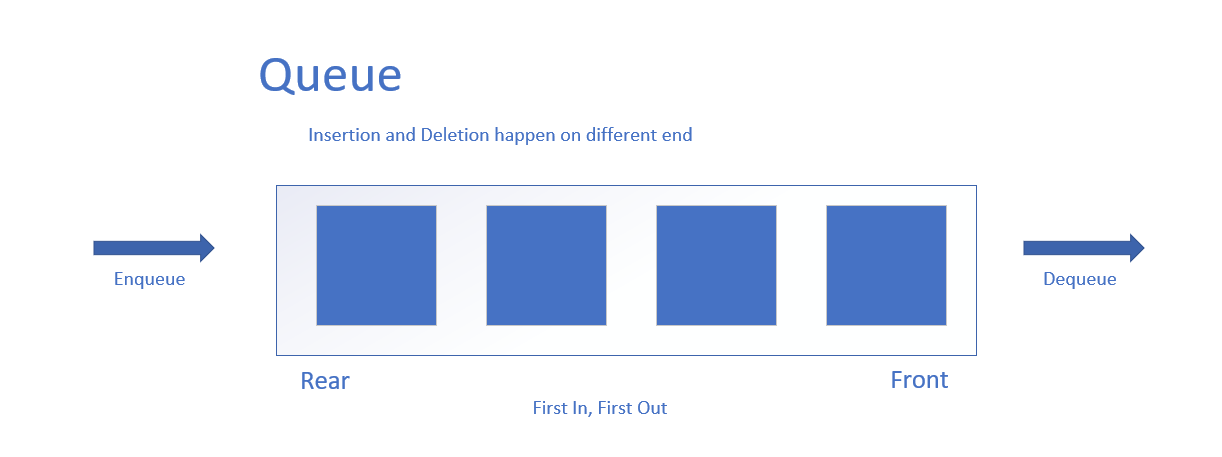 Queue
Insertion and Deletion happen on different end
Enqueue
Dequeue
Rear
Front
First In, First Out